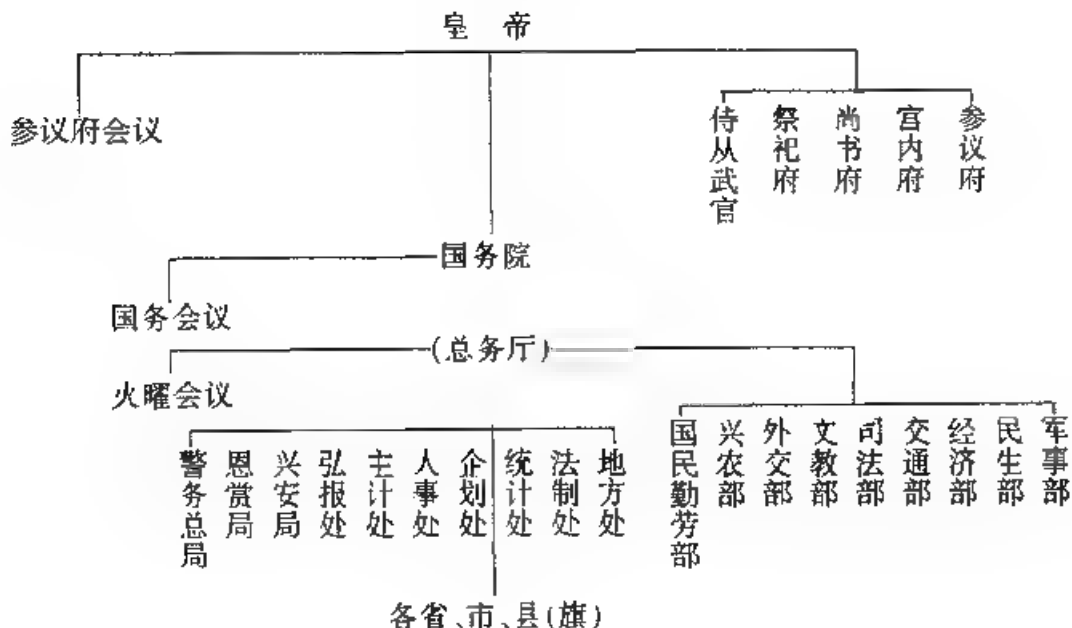 皇 帝
参议府会议
侍从武官
祭祀府
尚书府
宫内府
参议府
国务院
国务会议
(总务厅)
火曜会议
警务总局
恩赏局
兴安局
弘报处
主计处
人事处
企划处
统计处
法制处
地方处
国民勤芳部
兴农部
外交部
文教部
司法部
交通部
经济部
民生部
军事部
各省、市、县(旗)